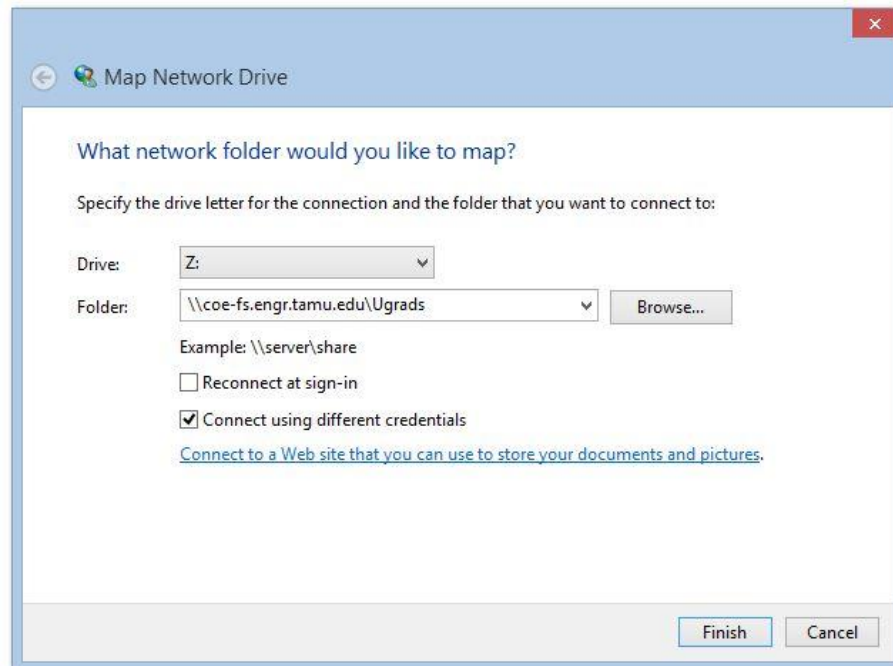 Map Network Drive
What network folder would you like to map?
Specify the drive letter for the connection and the folder that you want to connect to:
Drive: Z:
Folder: \\coe-fs.engr.tamu.edu\Ugrads Browse...
Example: \\server\share
Reconnect at sign-in
Connect using different credentials
Connect to a Web site that you can use to store your documents and pictures.
Finish Cancel